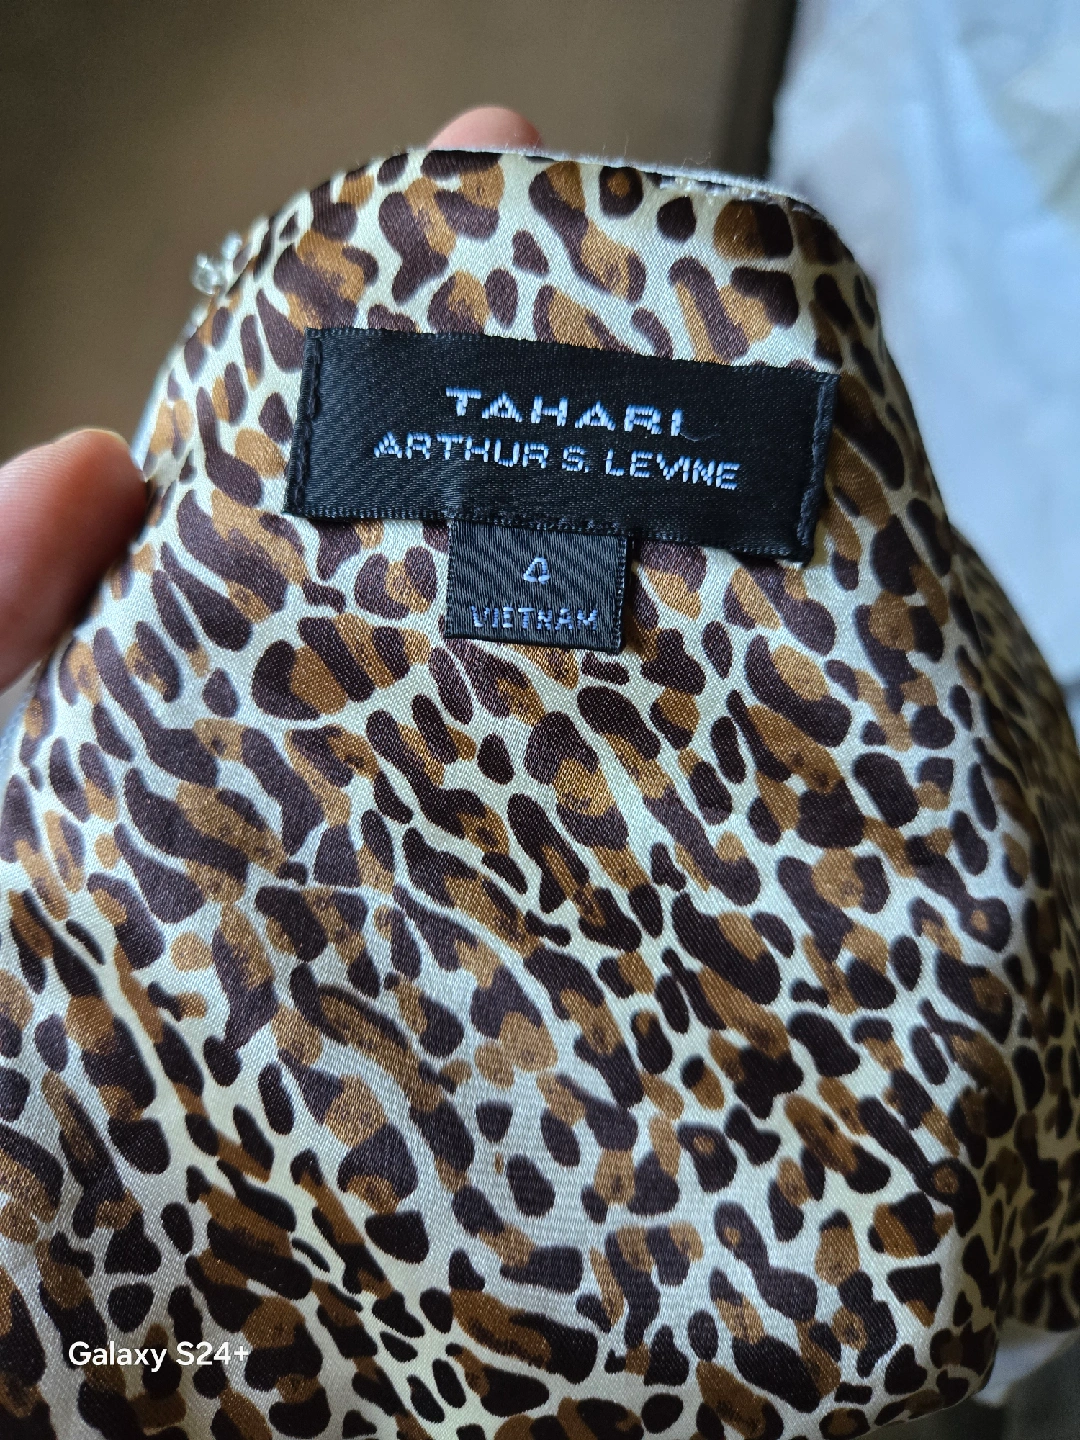 TAHARI
ARTHUR S. LEVINE
4
VIETNAM
Galaxy S24+